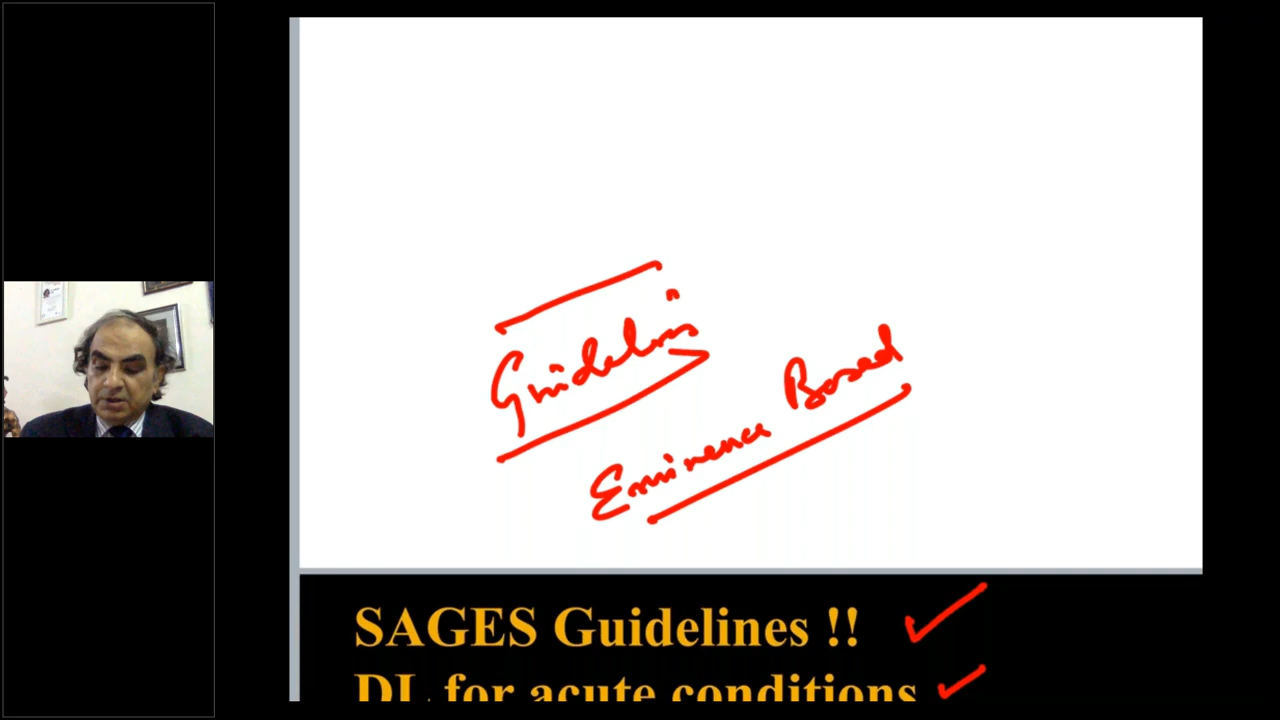 Guidelines
Eminence Based
SAGES Guidelines !!
DL for acute conditions